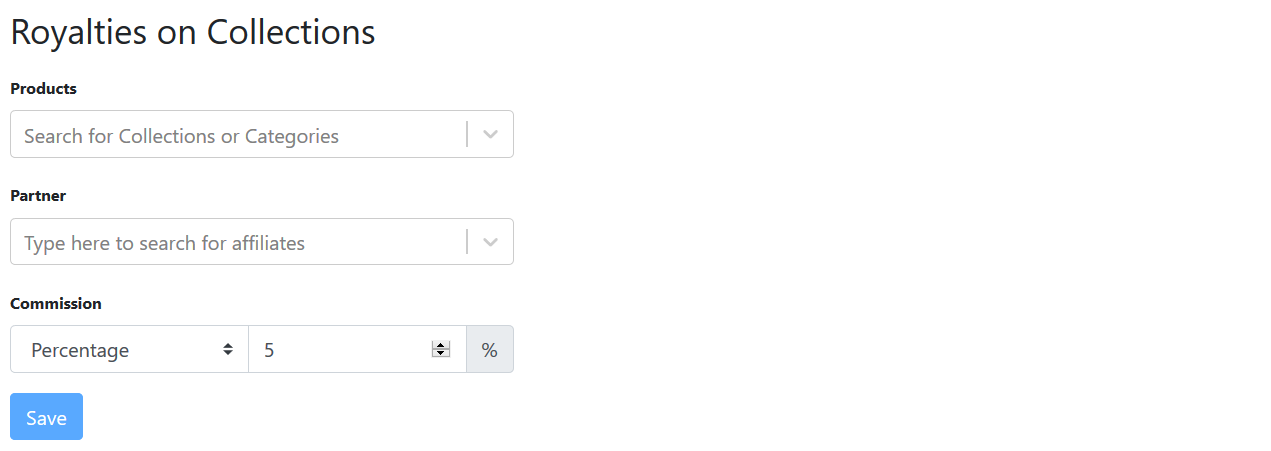 Royalties on Collections
Products
Search for Collections or Categories
Partner
Type here to search for affiliates
Commission
Percentage 5 %
Save